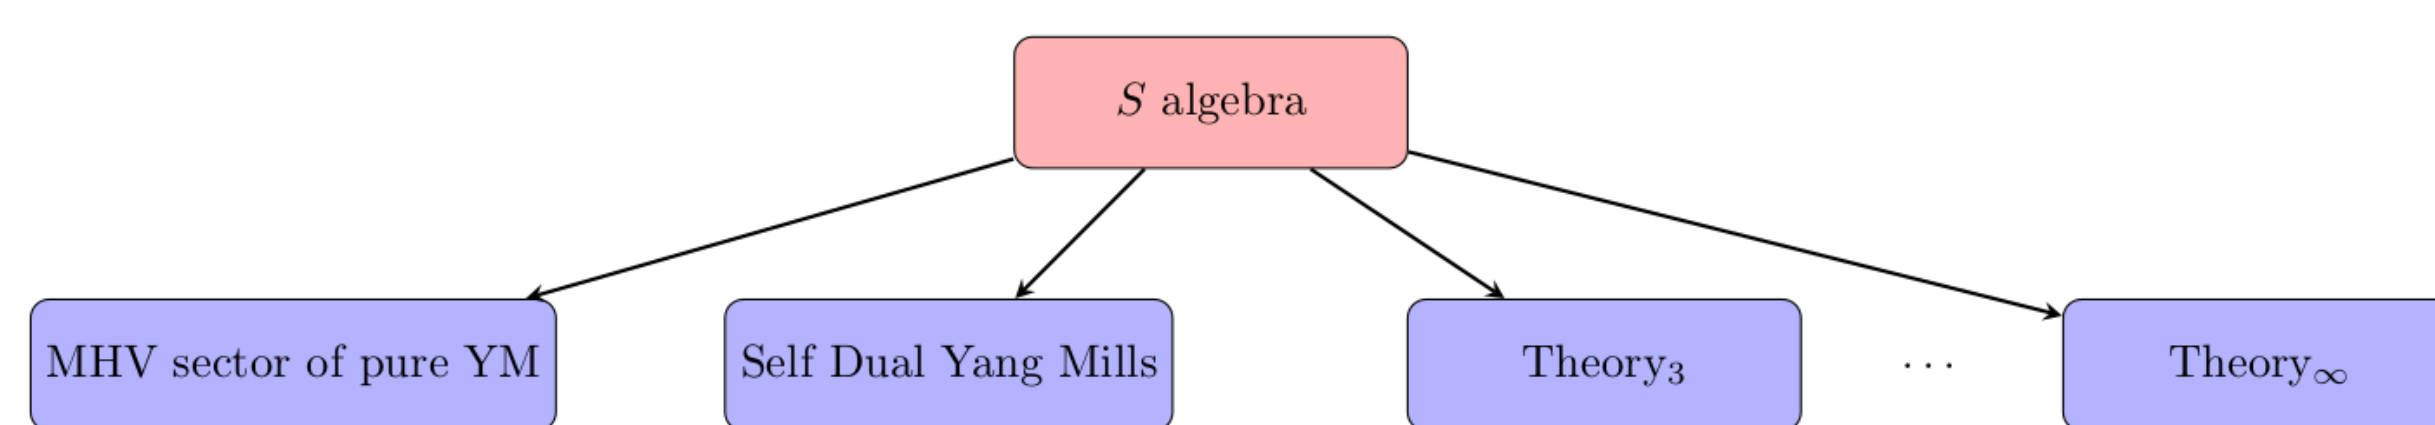 S algebra
MHV sector of pure YM
Self Dual Yang Mills
Theory₃
⋯
Theory∞